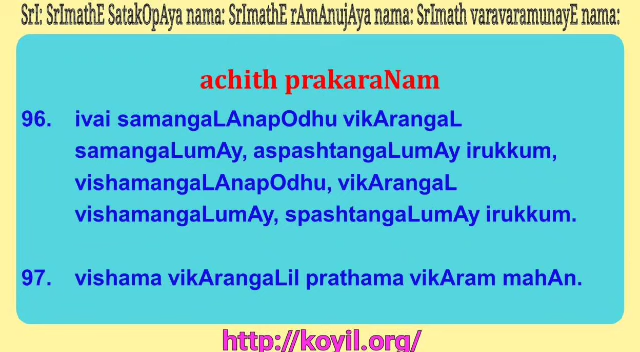 SrI: SrImathE SatakOpAya nama: SrImathE rAmAnujAya nama: SrImath varavaramunayE nama:
achith prakaraNam
96. ivai samangaLAnapOdhu vikArangaL
samangaLumAy, aspashtangaLumAy irukkum,
vishamangaLAnapOdhu, vikArangaL
vishamangaLumAy, spashtangaLumAy irukkum.
97. vishama vikArangaLil prathama vikAram mahAn.
http://koyil.org/